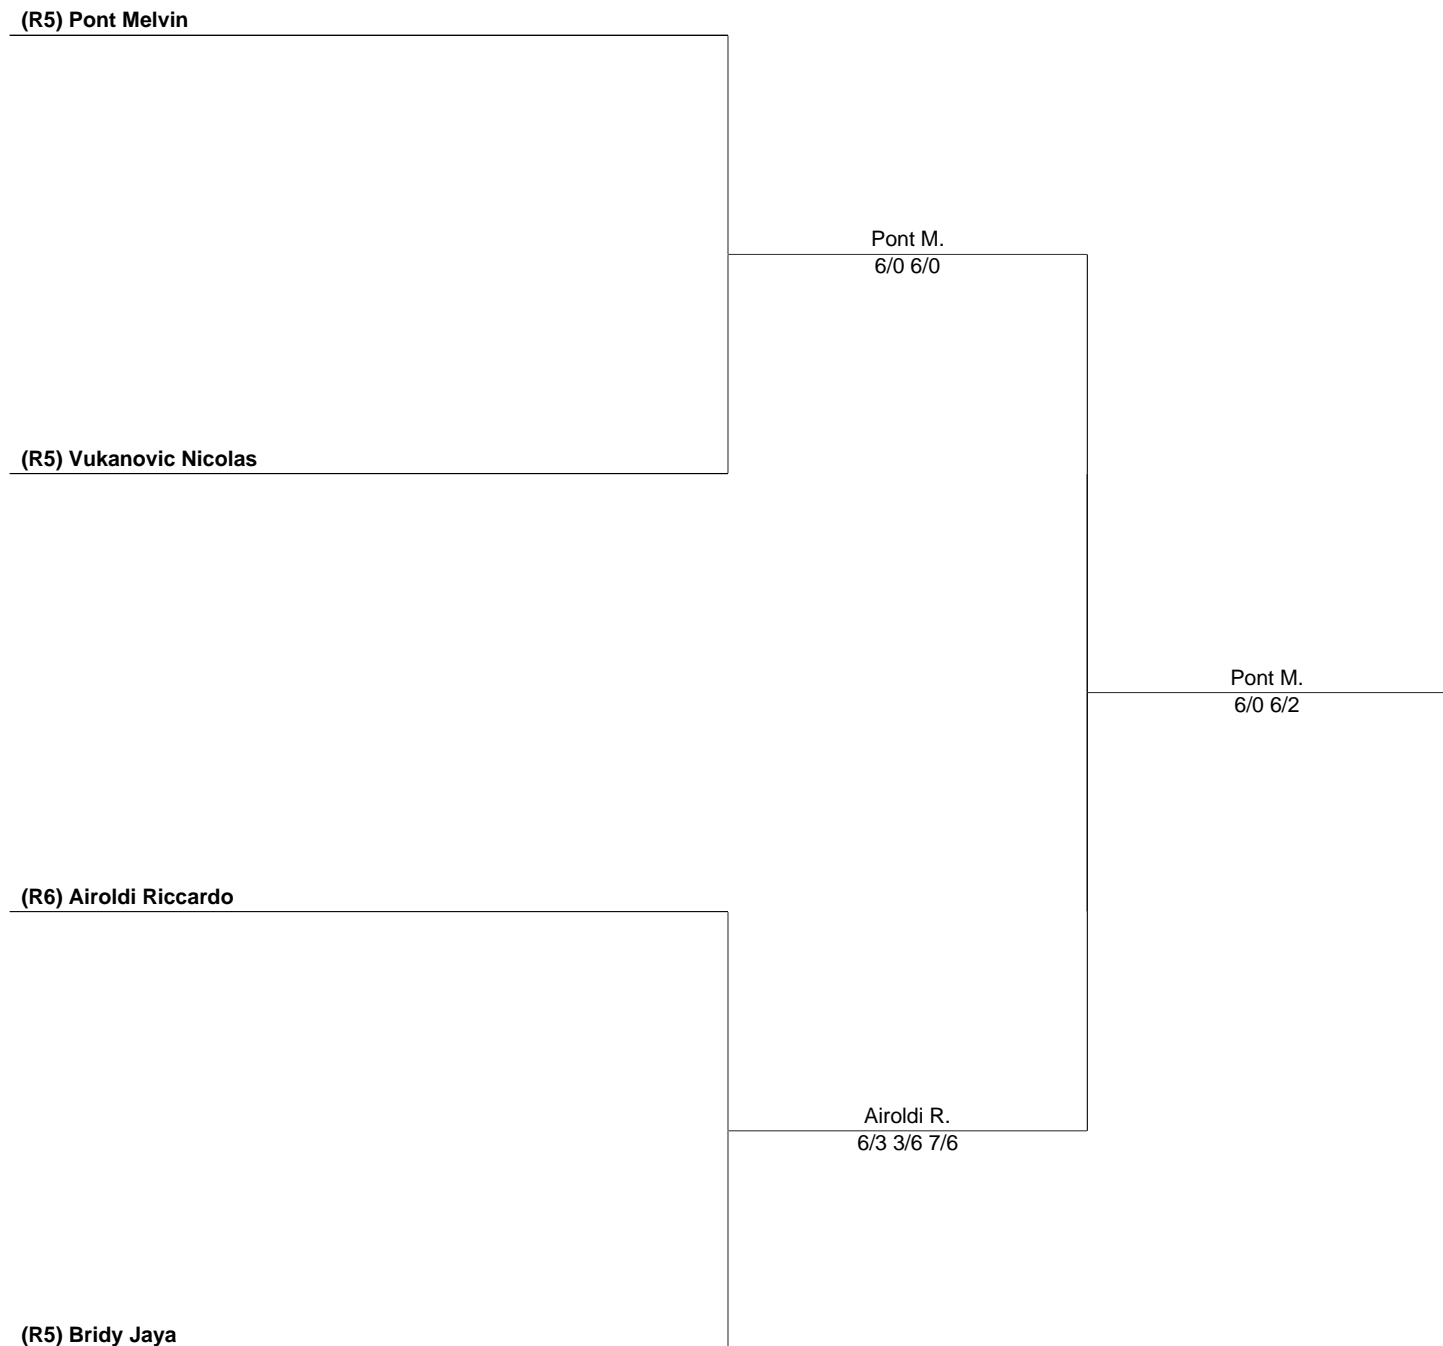 (R5) Pont Melvin
Pont M.
6/0 6/0
(R5) Vukanovic Nicolas
Pont M.
6/0 6/2
(R6) Airoldi Riccardo
Airoldi R.
6/3 3/6 7/6
(R5) Bridy Jaya